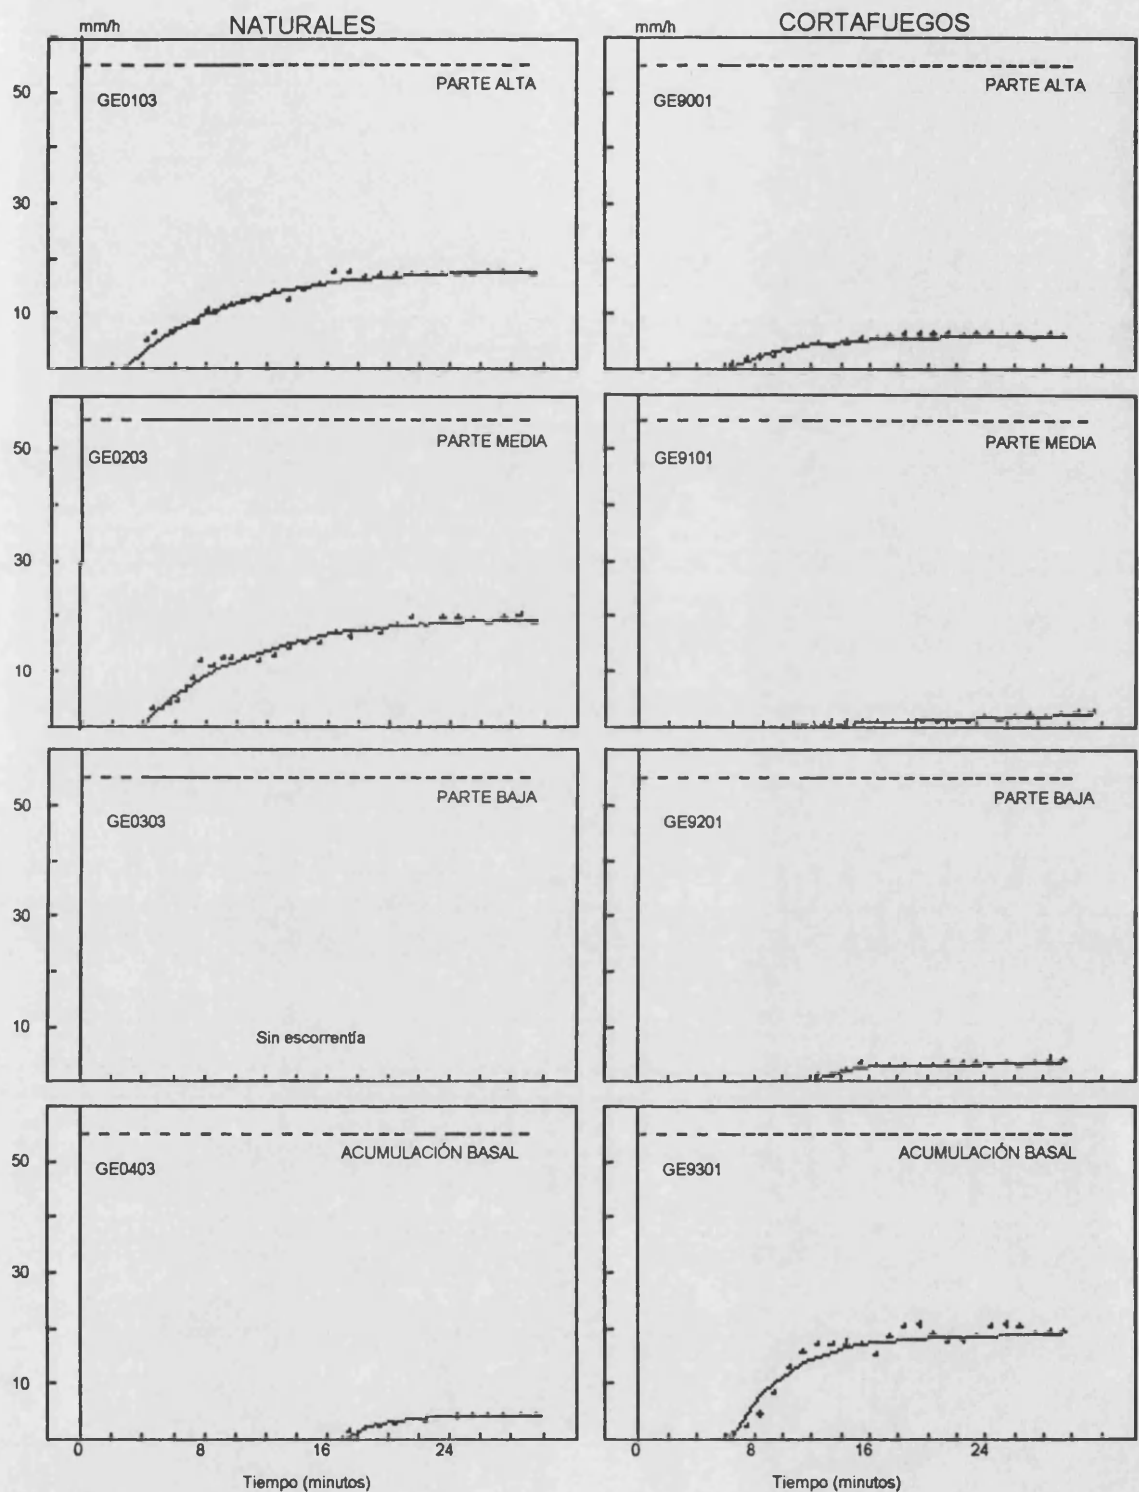 mm/h NATURALES mm/h CORTAFUEGOS
50 PARTE ALTA PARTE ALTA
GE0103 GE9001
30
10
50 PARTE MEDIA PARTE MEDIA
GE0203 GE9101
30
10
50 PARTE BAJA PARTE BAJA
GE0303 GE9201
30
10 Sin escorrentía
50 ACUMULACIÓN BASAL ACUMULACIÓN BASAL
GE0403 GE9301
30
10
0 8 16 24 0 8 16 24
Tiempo (minutos) Tiempo (minutos)